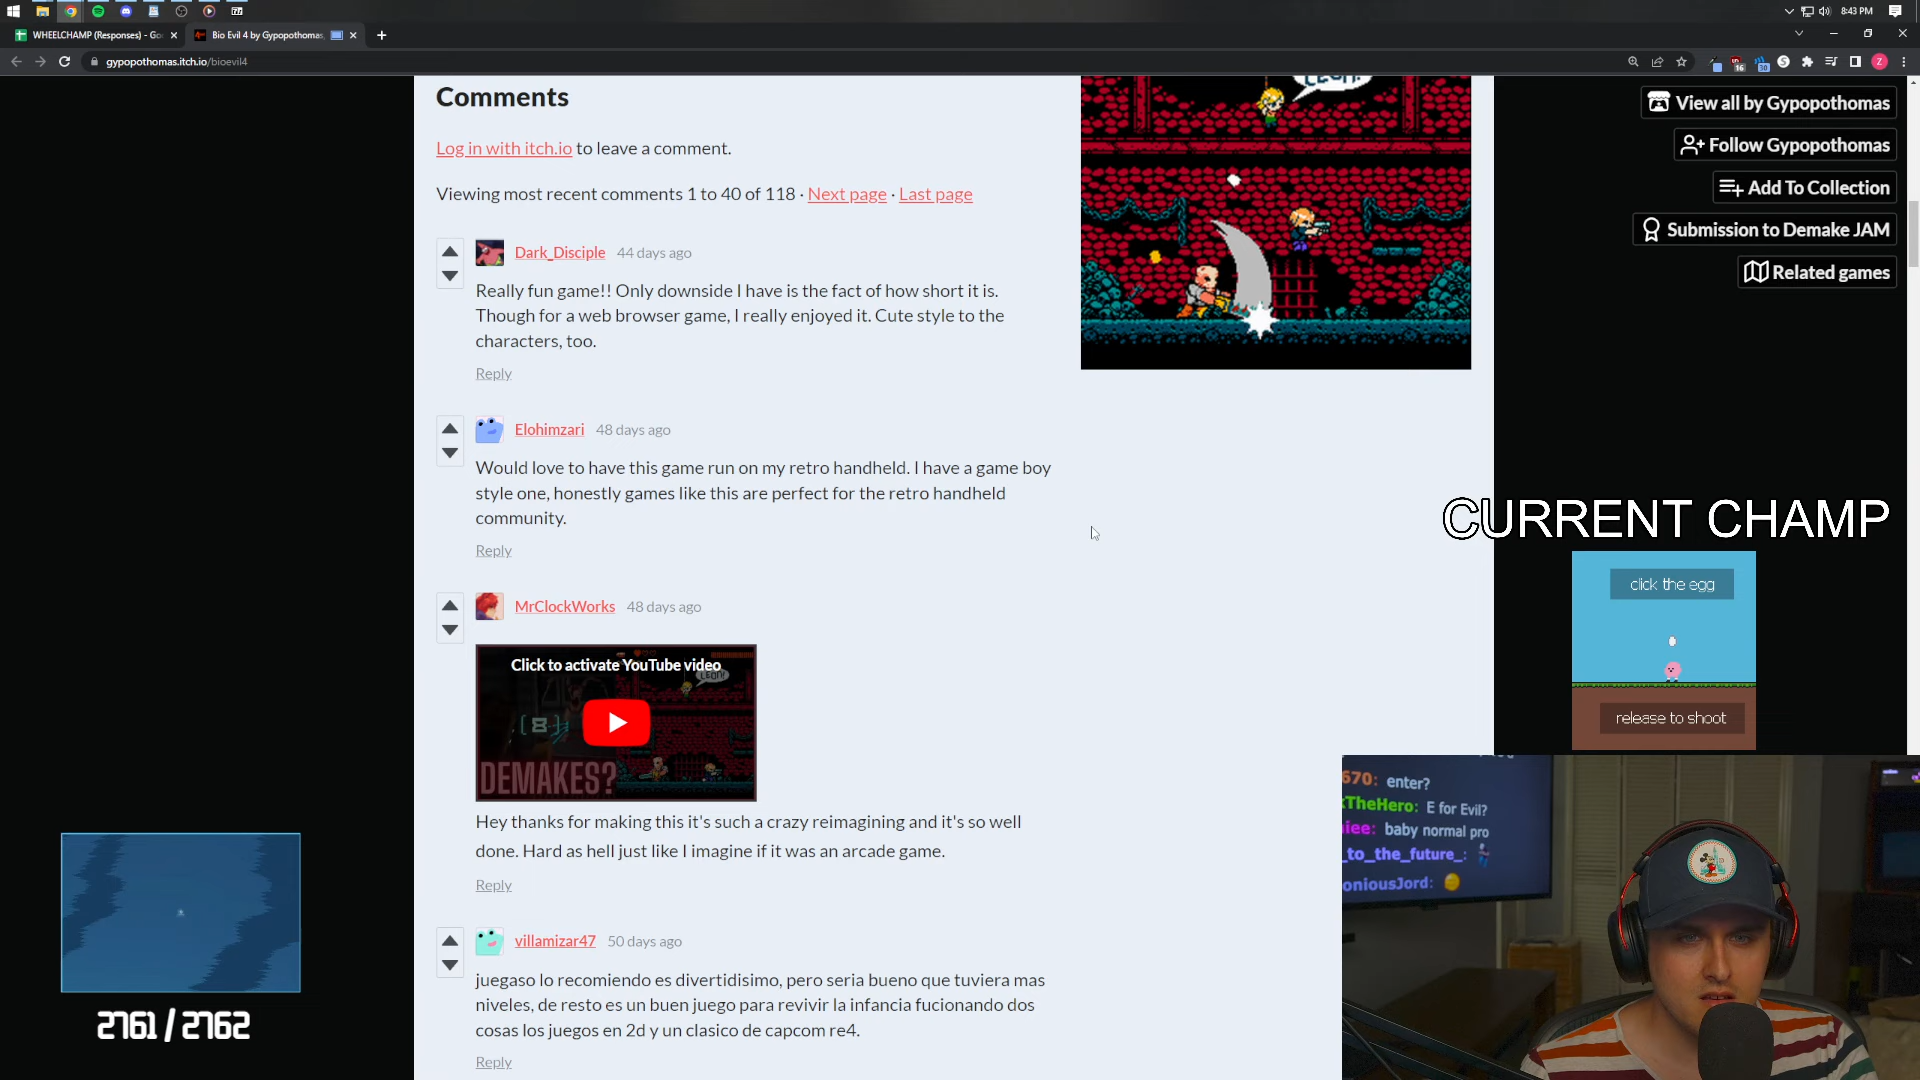 8:43 PM
WHEELCHAMP (Responses) - Go
Bio Evil 4 by Gypopothomas,
gypopothomas.itch.io/bioevil4
16
30
Z
Comments
Log in with itch.io to leave a comment.
Viewing most recent comments 1 to 40 of 118 · Next page · Last page
Dark_Disciple 44 days ago
Really fun game!! Only downside I have is the fact of how short it is.
Though for a web browser game, I really enjoyed it. Cute style to the
characters, too.
Reply
Elohimzari 48 days ago
Would love to have this game run on my retro handheld. I have a game boy
style one, honestly games like this are perfect for the retro handheld
community.
Reply
MrClockWorks 48 days ago
Click to activate YouTube video
LEON!
DEMAKES?
Hey thanks for making this it's such a crazy reimagining and it's so well
done. Hard as hell just like I imagine if it was an arcade game.
Reply
villamizar47 50 days ago
juegaso lo recomiendo es divertidisimo, pero seria bueno que tuviera mas
niveles, de resto es un buen juego para revivir la infancia fucionando dos
cosas los juegos en 2d y un clasico de capcom re4.
Reply
LEON!
View all by Gypopothomas
Follow Gypopothomas
Add To Collection
Submission to Demake JAM
Related games
CURRENT CHAMP
click the egg
release to shoot
670: enter?
TheHero: E for Evil?
iee: baby normal pro
_to_the_future_:
oniousJord:
2761 / 2762